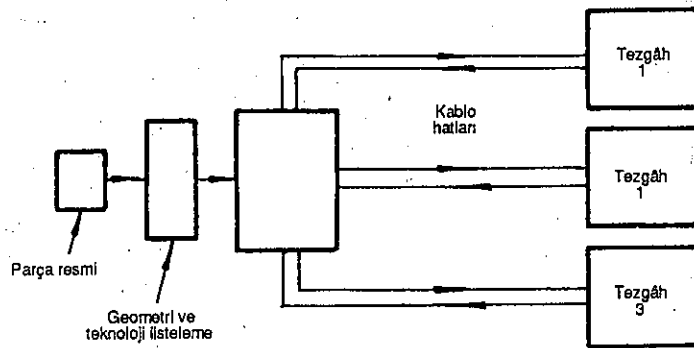 Tezgâh
1
Kablo
hatları
Tezgâh
1
Parça resmi
Geometri ve
teknoloji listeleme
Tezgâh
3